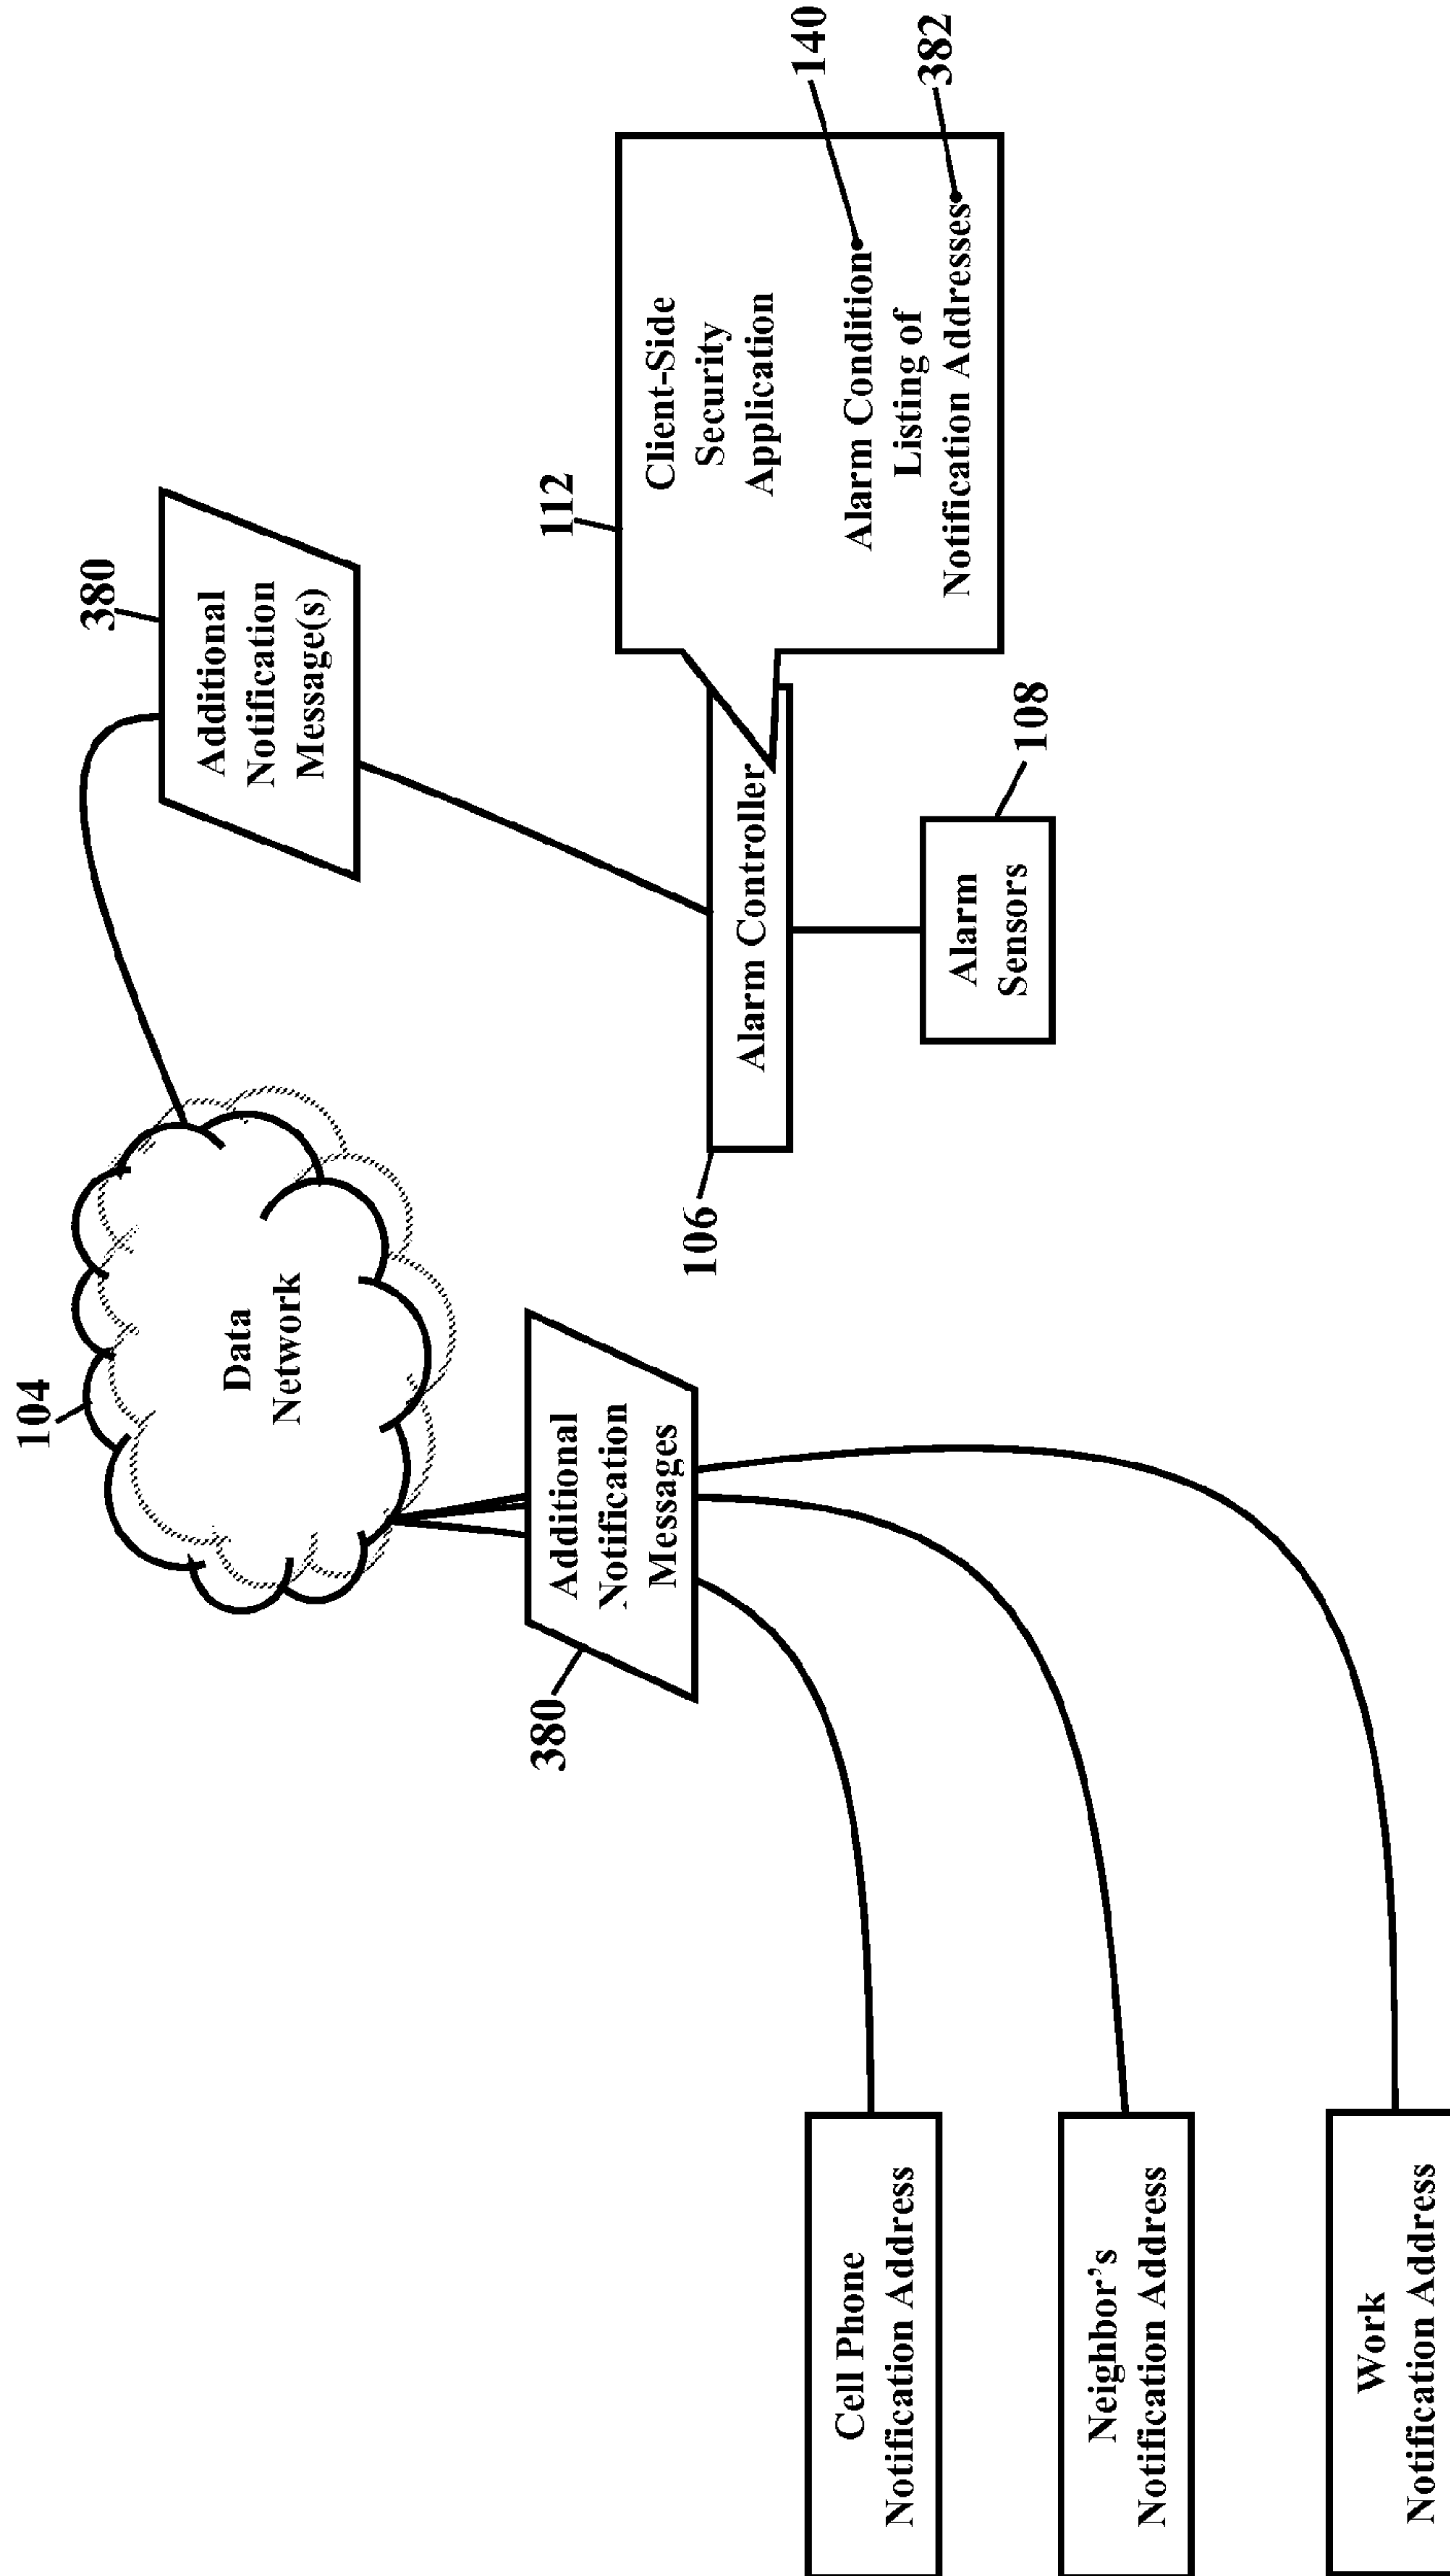 104
Data
Network
380
Additional
Notification
Message(s)
380
Additional
Notification
Messages
112
Client-Side
Security
Application
140
Alarm Condition
Listing of
Notification Addresses
382
106
Alarm Controller
108
Alarm
Sensors
Cell Phone
Notification Address
Neighbor's
Notification Address
Work
Notification Address